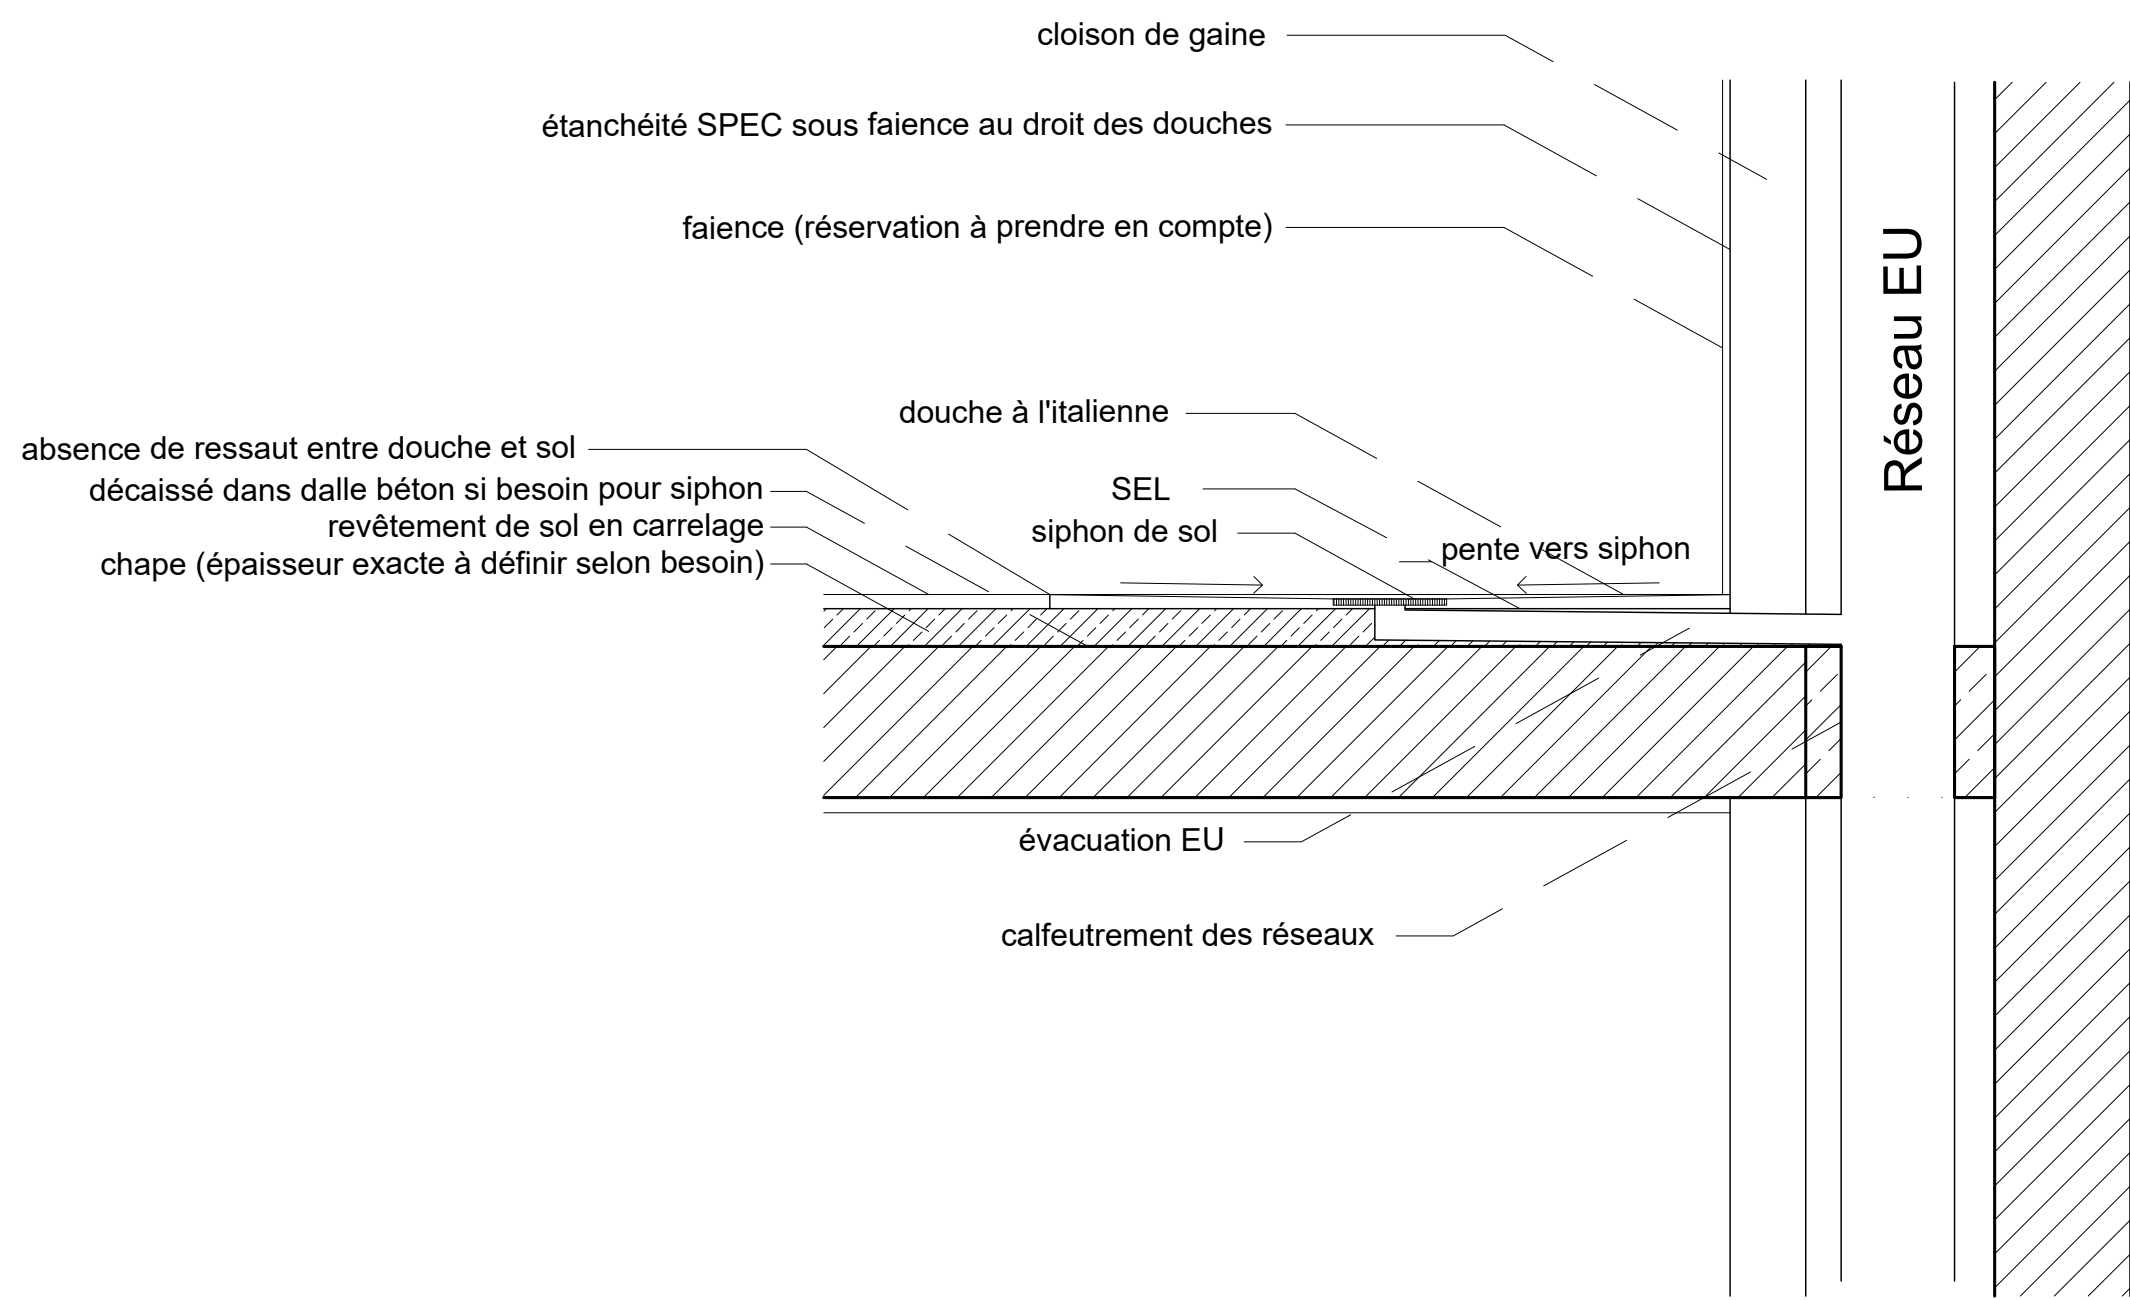 cloison de gaine
étanchéité SPEC sous faience au droit des douches
faience (réservation à prendre en compte)
Réseau EU
douche à l'italienne
absence de ressaut entre douche et sol
décaissé dans dalle béton si besoin pour siphon
SEL
revêtement de sol en carrelage
siphon de sol
pente vers siphon
chape (épaisseur exacte à définir selon besoin)
évacuation EU
calfeutrement des réseaux